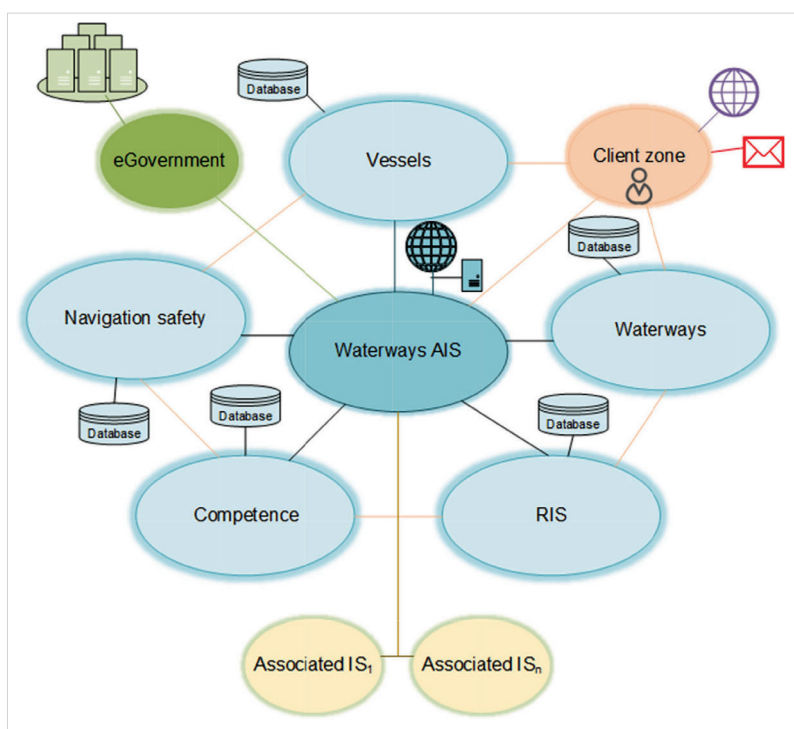 Database
eGovernment
Vessels
Client zone
Database
Navigation safety
Waterways AIS
Waterways
Database
Database
Database
Competence
RIS
Associated IS₁
Associated ISₙ